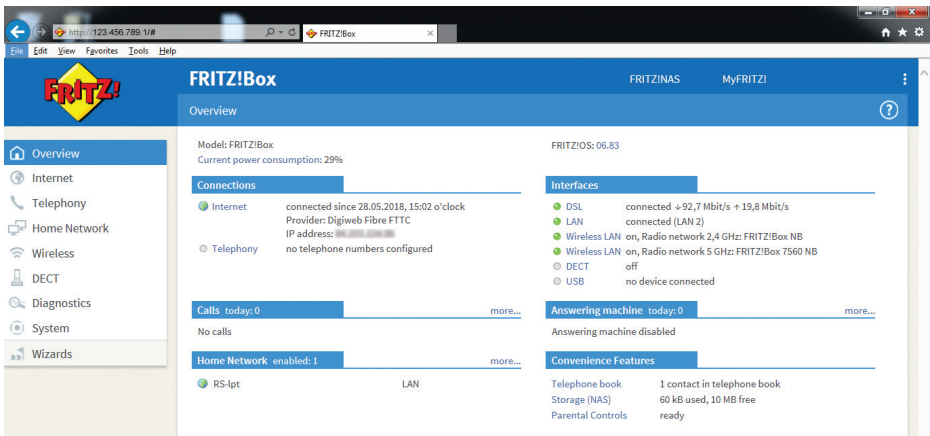 http://123.456.789.1/#
FRITZ!Box
File Edit View Favorites Tools Help
FRITZ!
FRITZ!Box
FRITZ!NAS
MyFRITZ!
Overview
Overview
Internet
Telephony
Home Network
Wireless
DECT
Diagnostics
System
Wizards
Model: FRITZ!Box
Current power consumption: 29%
FRITZ!OS: 06.83
Connections
Internet connected since 28.05.2018, 15:02 o'clock
Provider: Digiweb Fibre FTTC
IP address:
Telephony no telephone numbers configured
Interfaces
DSL connected ↓92,7 Mbit/s ↑19,8 Mbit/s
LAN connected (LAN 2)
Wireless LAN on, Radio network 2,4 GHz: FRITZ!Box NB
Wireless LAN on, Radio network 5 GHz: FRITZ!Box 7560 NB
DECT off
USB no device connected
Calls today: 0 more...
No calls
Answering machine today: 0 more...
Answering machine disabled
Home Network enabled: 1 more...
RS-lpt LAN
Convenience Features
Telephone book 1 contact in telephone book
Storage (NAS) 60 kB used, 10 MB free
Parental Controls ready